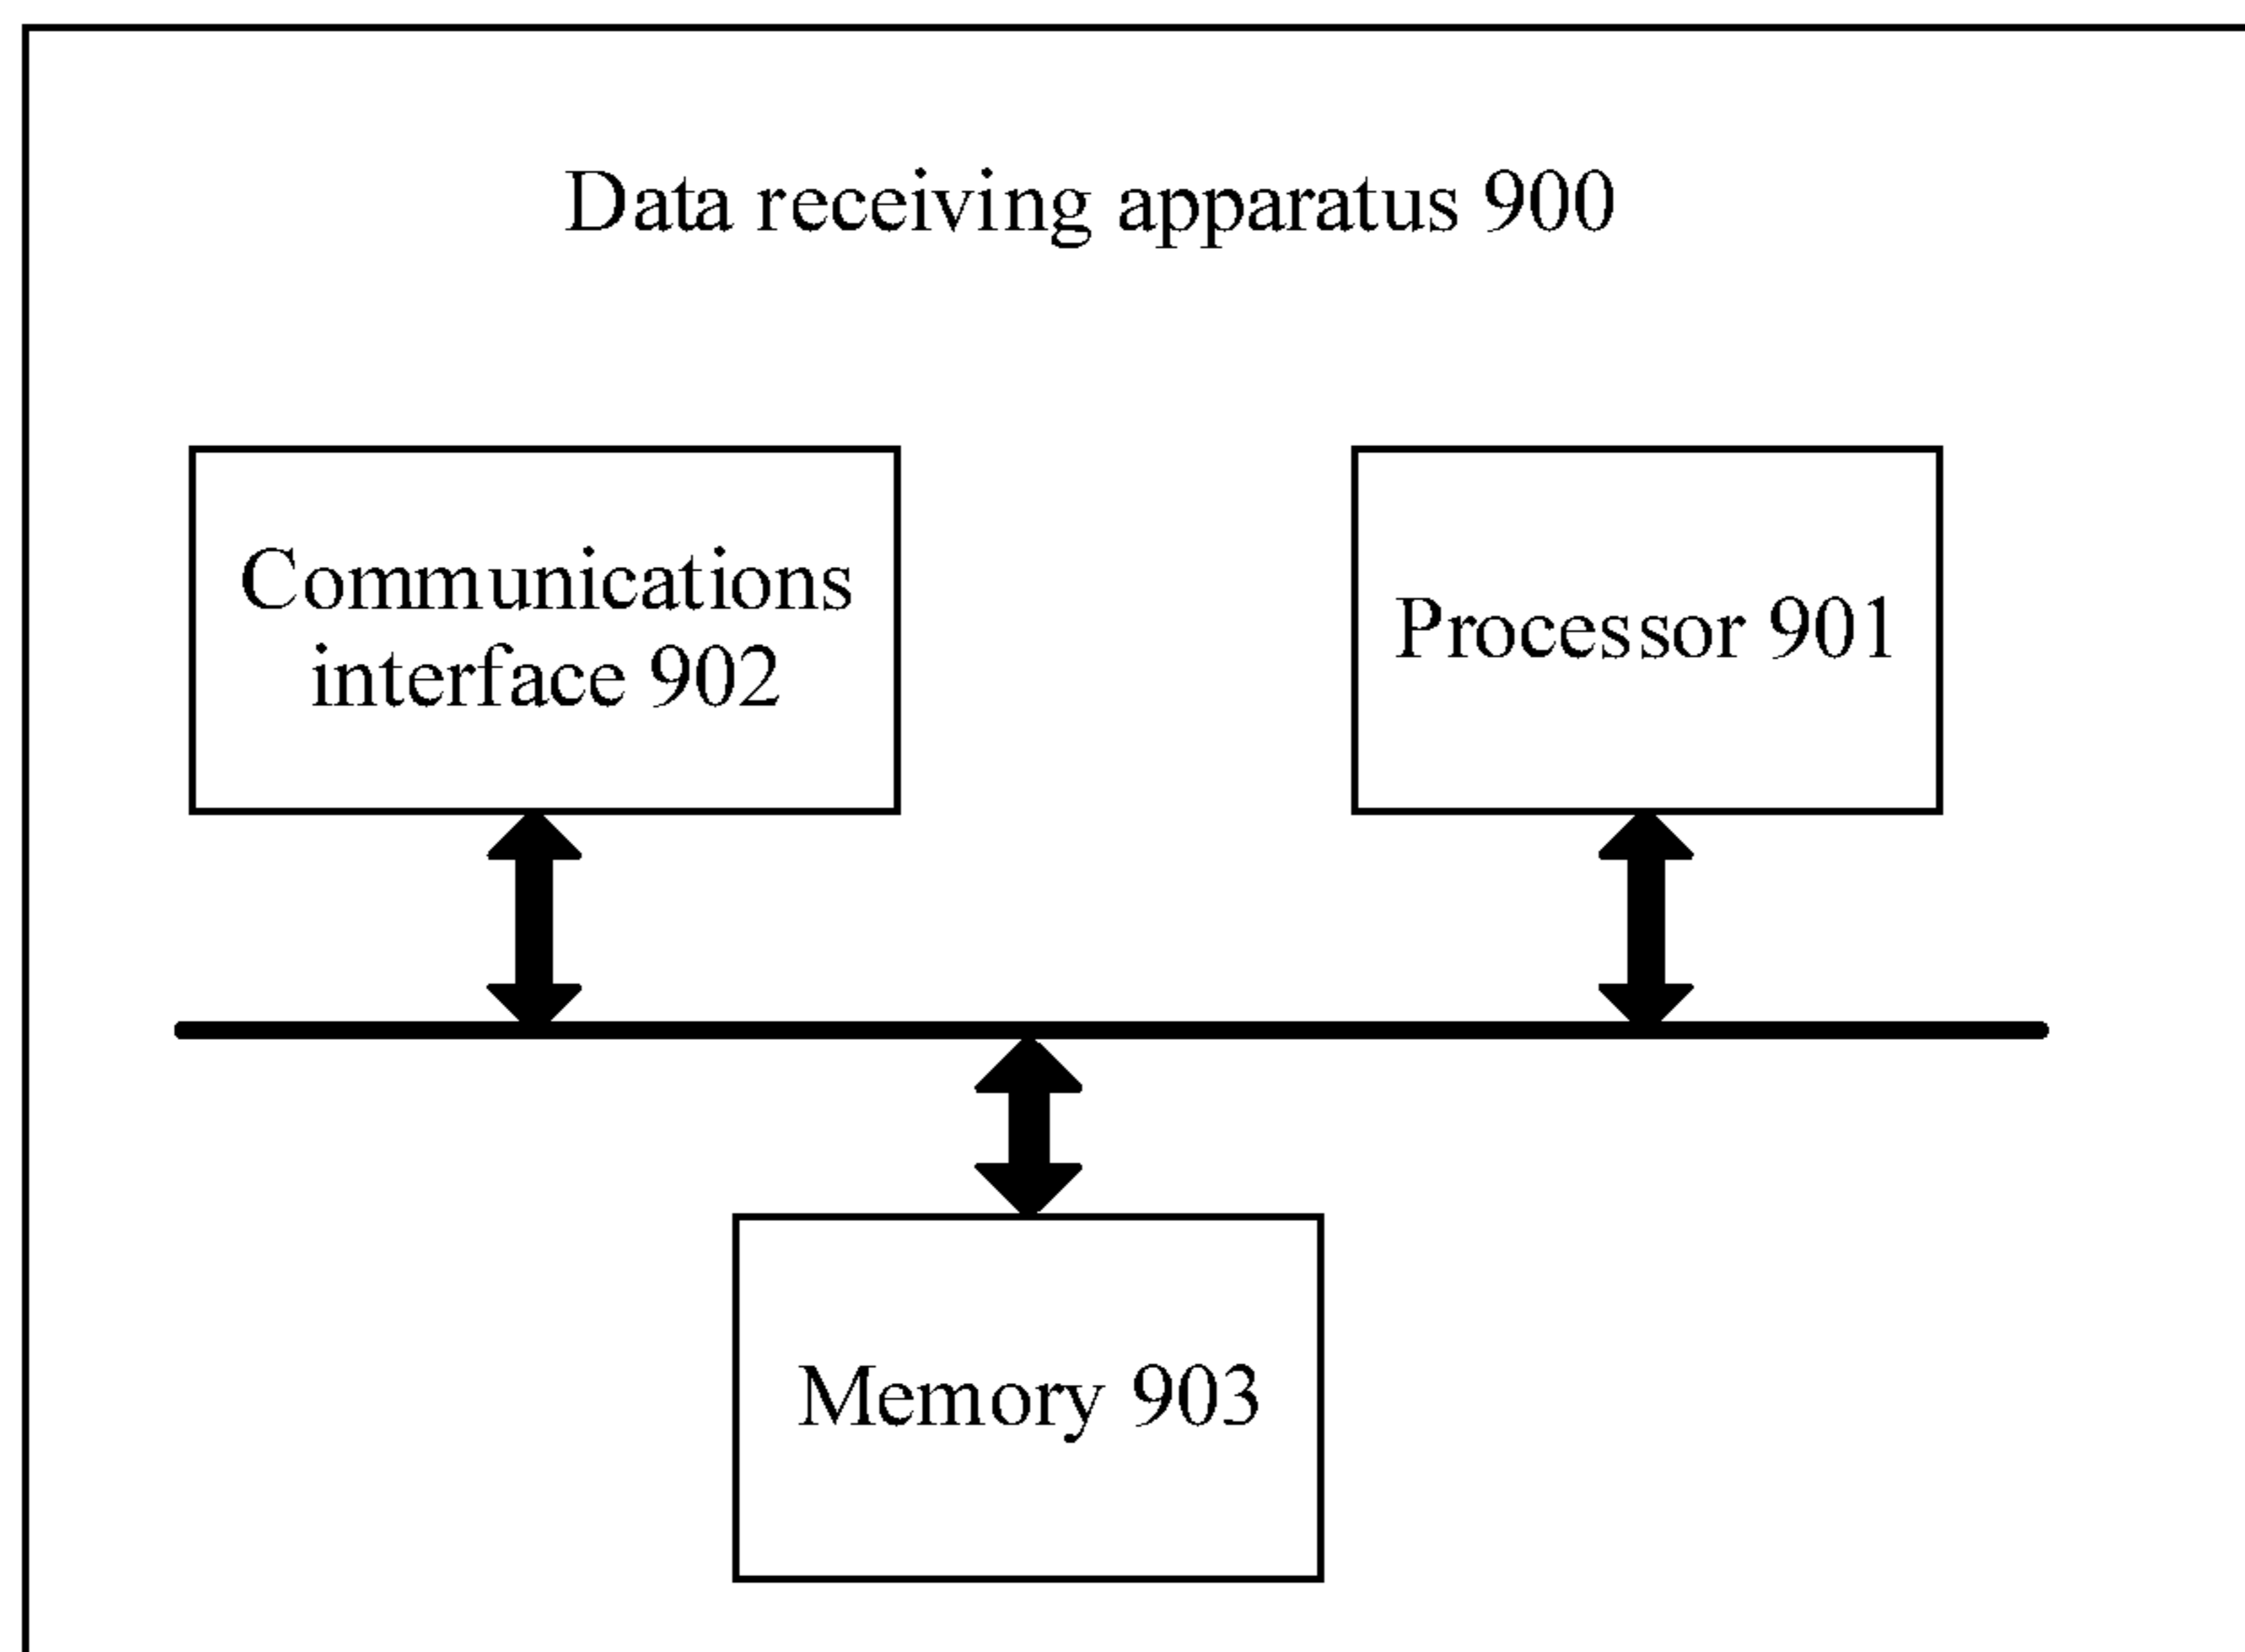 Data receiving apparatus 900
Communications
interface 902
Processor 901
Memory 903